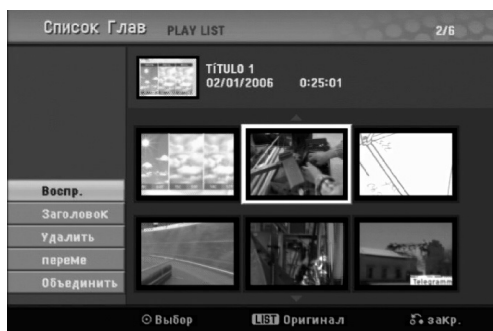 Список Глав PLAY LIST 2/6
TíTULO 1
02/01/2006 0:25:01
Воспр.
Заголовок
Удалить
переме
Объединить
Telegramm
⊙ Выбор LIST Оригинал закр.